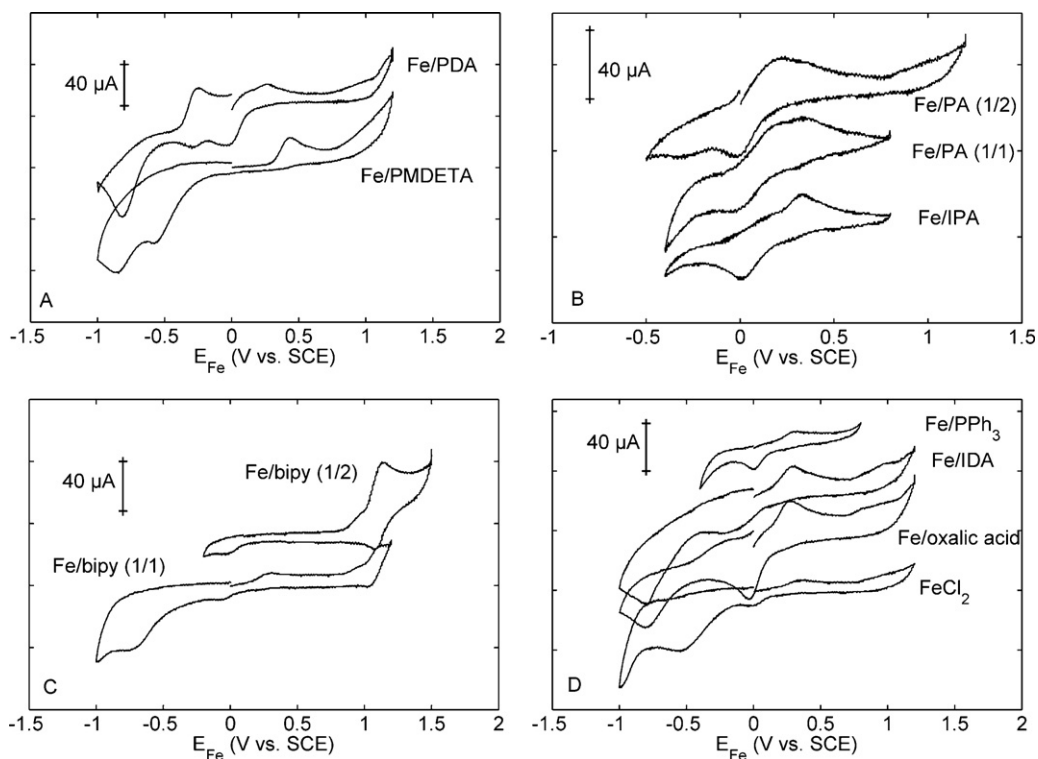 40 µA
Fe/PDA
Fe/PMDETA
A
-1.5 -1 -0.5 0 0.5 1 1.5 2
E_Fe (V vs. SCE)
40 µA
Fe/PA (1/2)
Fe/PA (1/1)
Fe/IPA
B
-1 -0.5 0 0.5 1 1.5
E_Fe (V vs. SCE)
40 µA
Fe/bipy (1/2)
Fe/bipy (1/1)
C
-1.5 -1 -0.5 0 0.5 1 1.5 2
E_Fe (V vs. SCE)
40 µA
Fe/PPh₃
Fe/IDA
Fe/oxalic acid
FeCl₂
D
-1.5 -1 -0.5 0 0.5 1 1.5 2
E_Fe (V vs. SCE)